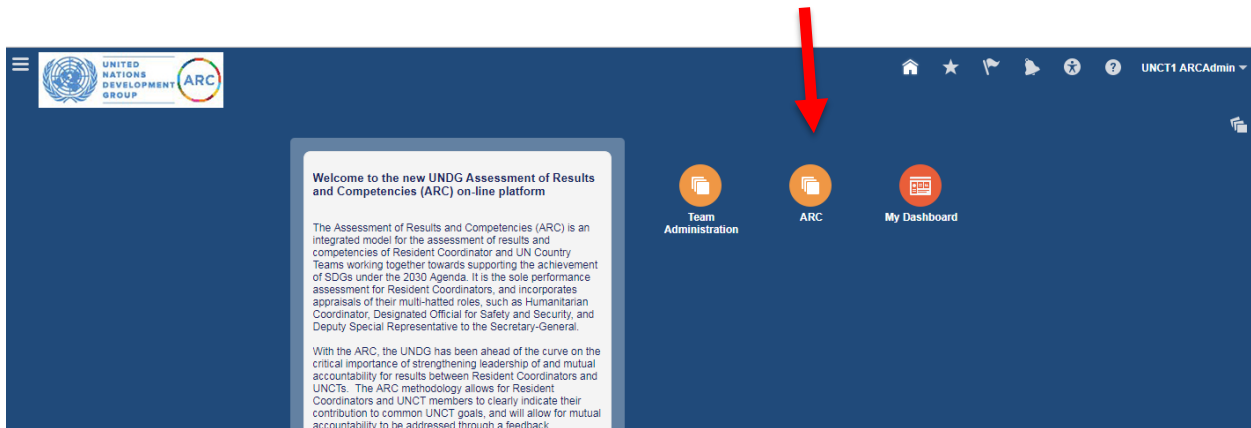 UNITED
NATIONS
DEVELOPMENT
GROUP
ARC
UNCT1 ARCAdmin
Welcome to the new UNDG Assessment of Results
and Competencies (ARC) on-line platform
The Assessment of Results and Competencies (ARC) is an
integrated model for the assessment of results and
competencies of Resident Coordinator and UN Country
Teams working together towards supporting the achievement
of SDGs under the 2030 Agenda. It is the sole performance
assessment for Resident Coordinators, and incorporates
appraisals of their multi-hatted roles, such as Humanitarian
Coordinator, Designated Official for Safety and Security, and
Deputy Special Representative to the Secretary-General.
With the ARC, the UNDG has been ahead of the curve on the
critical importance of strengthening leadership of and mutual
accountability for results between Resident Coordinators and
UNCTs. The ARC methodology allows for Resident
Coordinators and UNCT members to clearly indicate their
contribution to common UNCT goals, and will allow for mutual
accountability to be addressed through a feedback
Team
Administration
ARC
My Dashboard